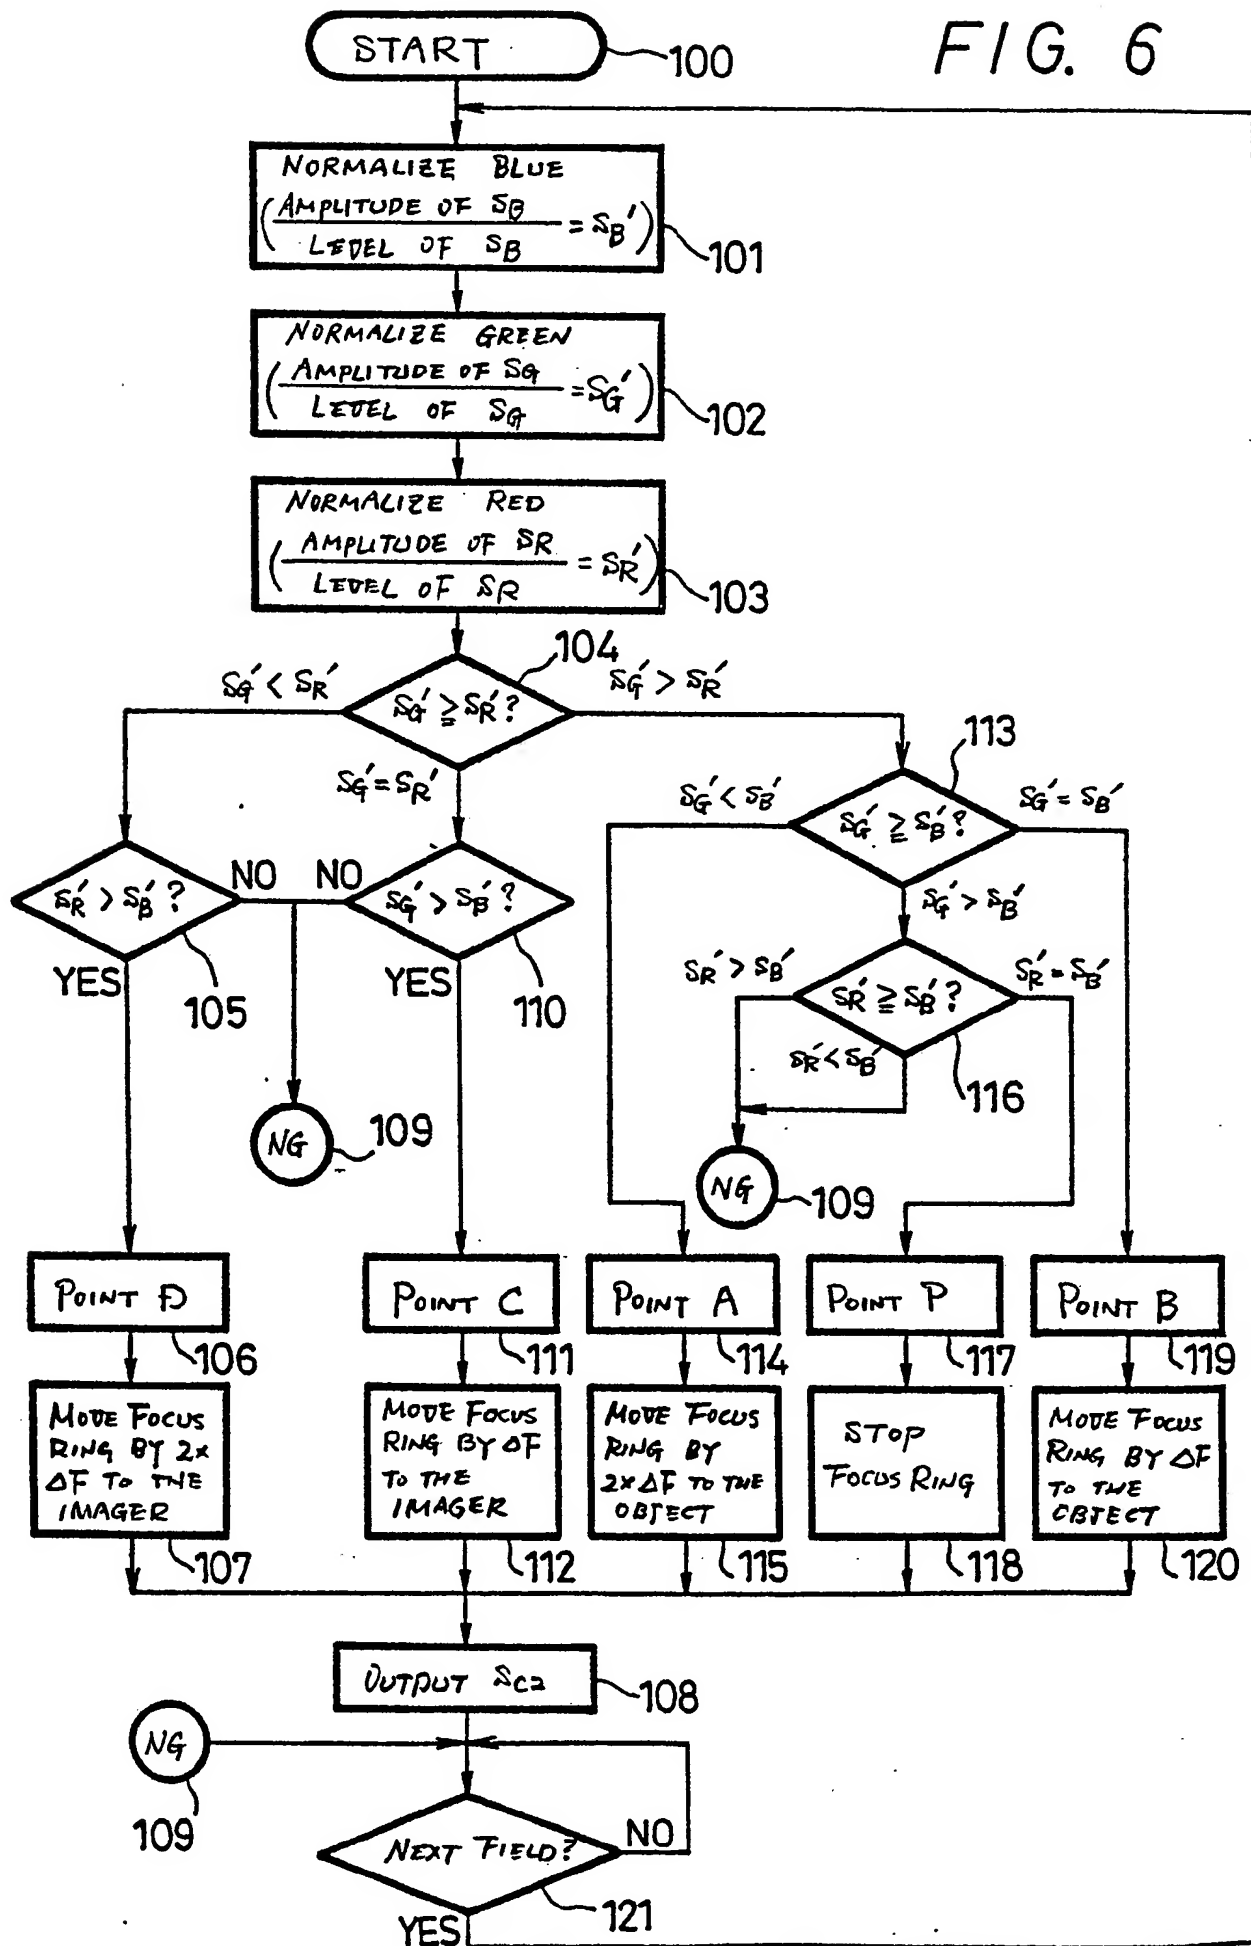 FIG. 6
START
100
NORMALIZE BLUE
(AMPLITUDE OF SB / LEVEL OF SB = SB')
101
NORMALIZE GREEN
(AMPLITUDE OF SG / LEVEL OF SG = SG')
102
NORMALIZE RED
(AMPLITUDE OF SR / LEVEL OF SR = SR')
103
104
SG' < SR'
SG' ≧ SR'?
SG' > SR'
SG' = SR'
113
SG' < SB'
SG' ≧ SB'?
SG' = SB'
SG' > SB'
SR' > SB'?
NO
NO
SG' > SB'?
YES
105
YES
110
SR' > SB'
SR' ≧ SB'?
SR' = SB'
SR' < SB'
116
NG
109
NG
109
POINT D
106
POINT C
111
POINT A
114
POINT P
117
POINT B
119
MOVE FOCUS
RING BY 2x
ΔF TO THE
IMAGER
107
MOVE FOCUS
RING BY ΔF
TO THE
IMAGER
112
MOVE FOCUS
RING BY
2x ΔF TO THE
OBJECT
115
STOP
FOCUS RING
118
MOVE FOCUS
RING BY ΔF
TO THE
OBJECT
120
OUTPUT SC2
108
NG
109
NEXT FIELD?
NO
121
YES